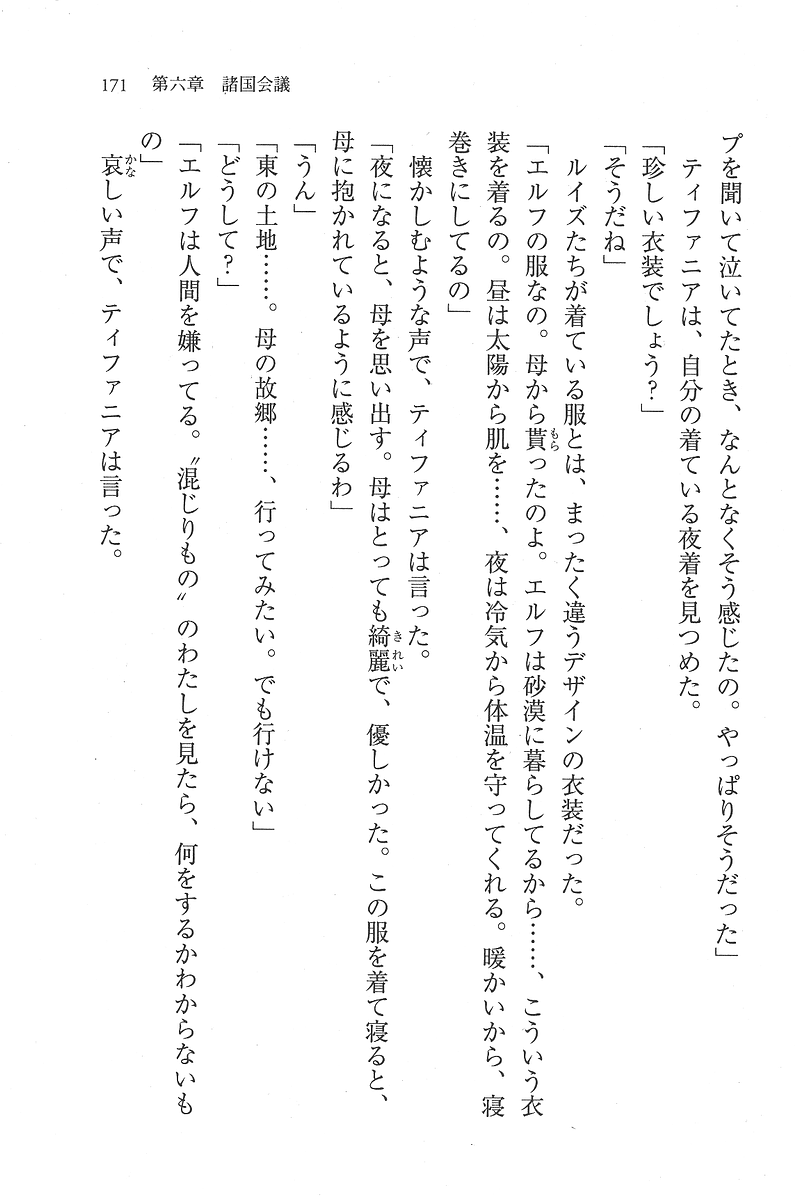 171　第六章　諸国会議
プを聞いて泣いてたとき、なんとなくそう感じたの。やっぱりそうだった」
　ティファニアは、自分の着ている夜着を見つめた。
「珍しい衣装でしょう？」
「そうだね」
　ルイズたちが着ている服とは、まったく違うデザインの衣装だった。
「エルフの服なの。母から貰ったのよ。エルフは砂漠に暮らしてるから……、こういう衣
装を着るの。昼は太陽から肌を……、夜は冷気から体温を守ってくれる。暖かいから、寝
巻きにしてるの」
　懐かしむような声で、ティファニアは言った。
「夜になると、母を思い出す。母はとっても綺麗で、優しかった。この服を着て寝ると、
母に抱かれているように感じるわ」
「うん」
「東の土地……。母の故郷……、行ってみたい。でも行けない」
「どうして？」
「エルフは人間を嫌ってる。〝混じりもの〟のわたしを見たら、何をするかわからないも
の」
　哀しい声で、ティファニアは言った。
もら
きれい
かな